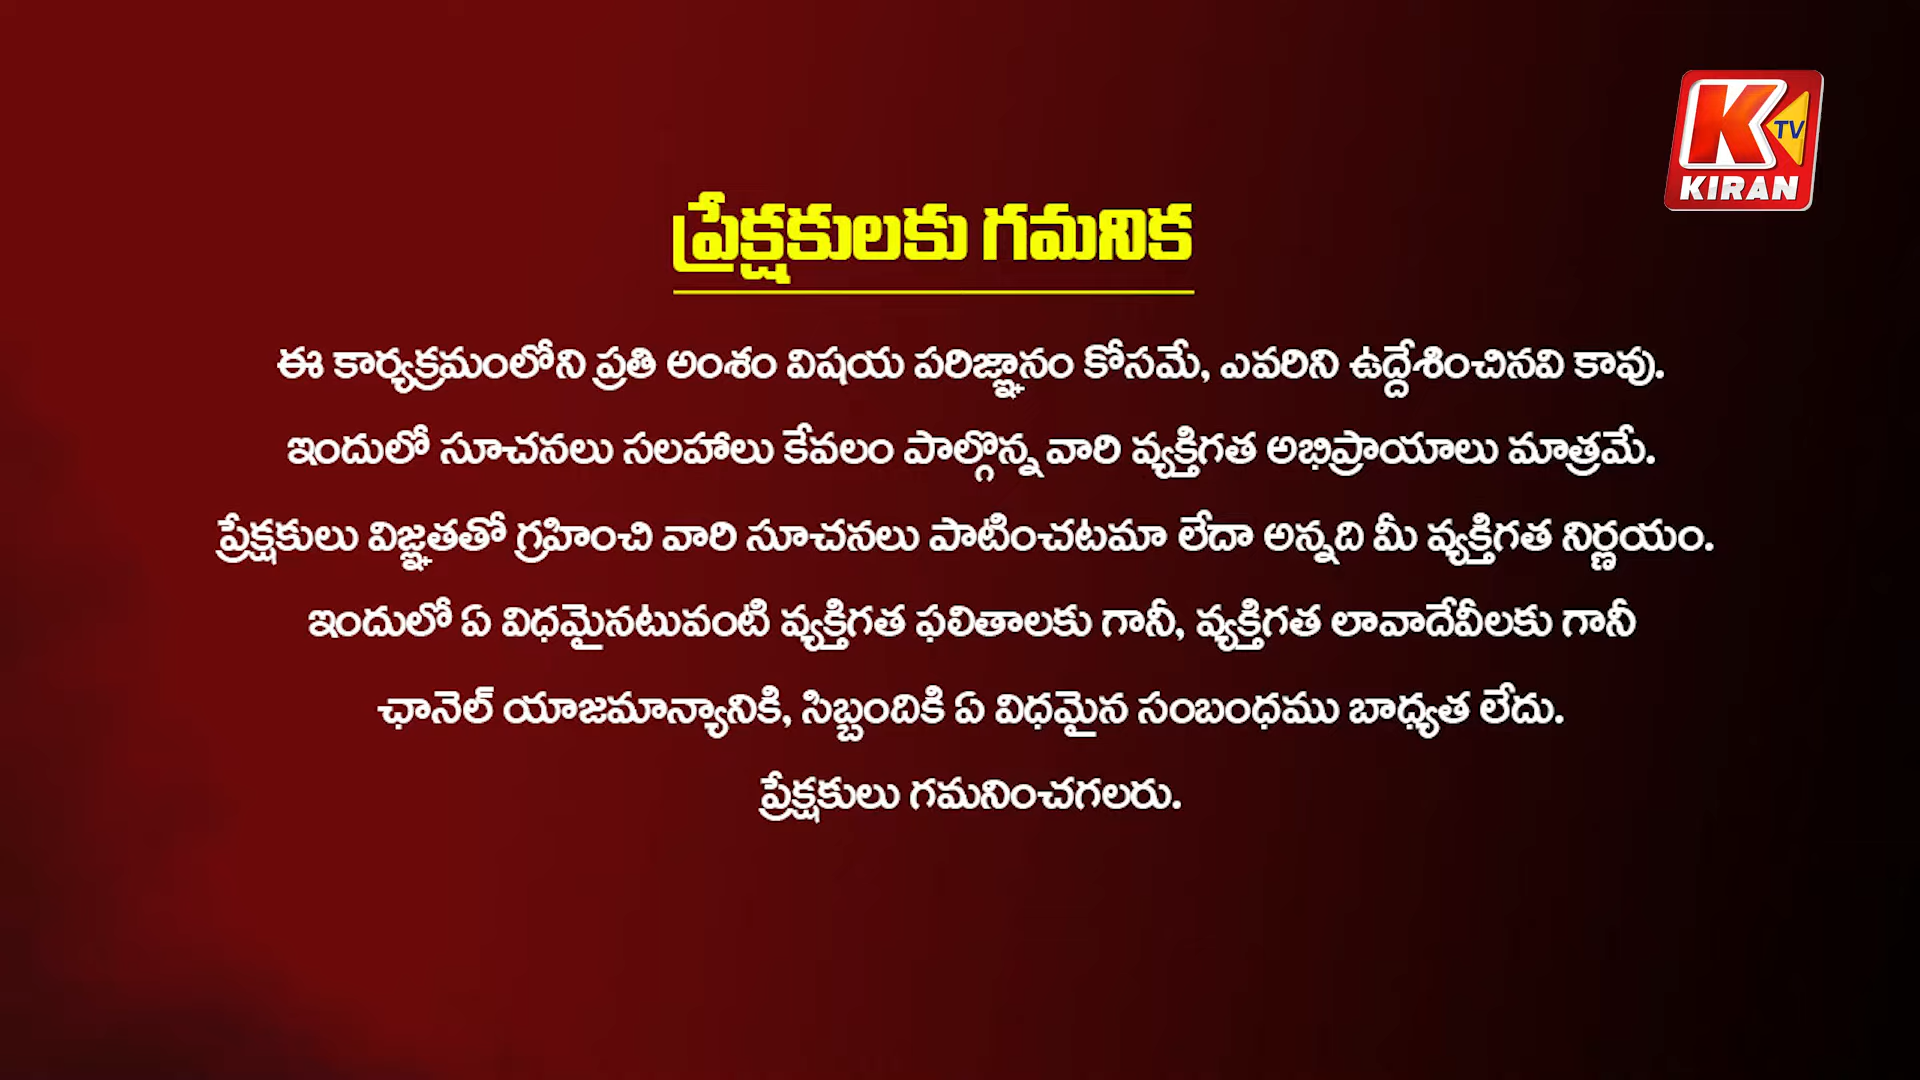 K TV
KIRAN
ప్రేక్షకులకు గమనిక
ఈ కార్యక్రమంలోని ప్రతి అంశం విషయ పరిజ్ఞానం కోసమే, ఎవరిని ఉద్దేశించినవి కావు.
ఇందులో సూచనలు సలహాలు కేవలం పాల్గొన్న వారి వ్యక్తిగత అభిప్రాయాలు మాత్రమే.
ప్రేక్షకులు విజ్ఞతతో గ్రహించి వారి సూచనలు పాటించటమా లేదా అన్నది మీ వ్యక్తిగత నిర్ణయం.
ఇందులో ఏ విధమైనటువంటి వ్యక్తిగత ఫలితాలకు గానీ, వ్యక్తిగత లావాదేవీలకు గానీ
ఛానెల్ యాజమాన్యానికి, సిబ్బందికి ఏ విధమైన సంబంధము బాధ్యత లేదు.
ప్రేక్షకులు గమనించగలరు.